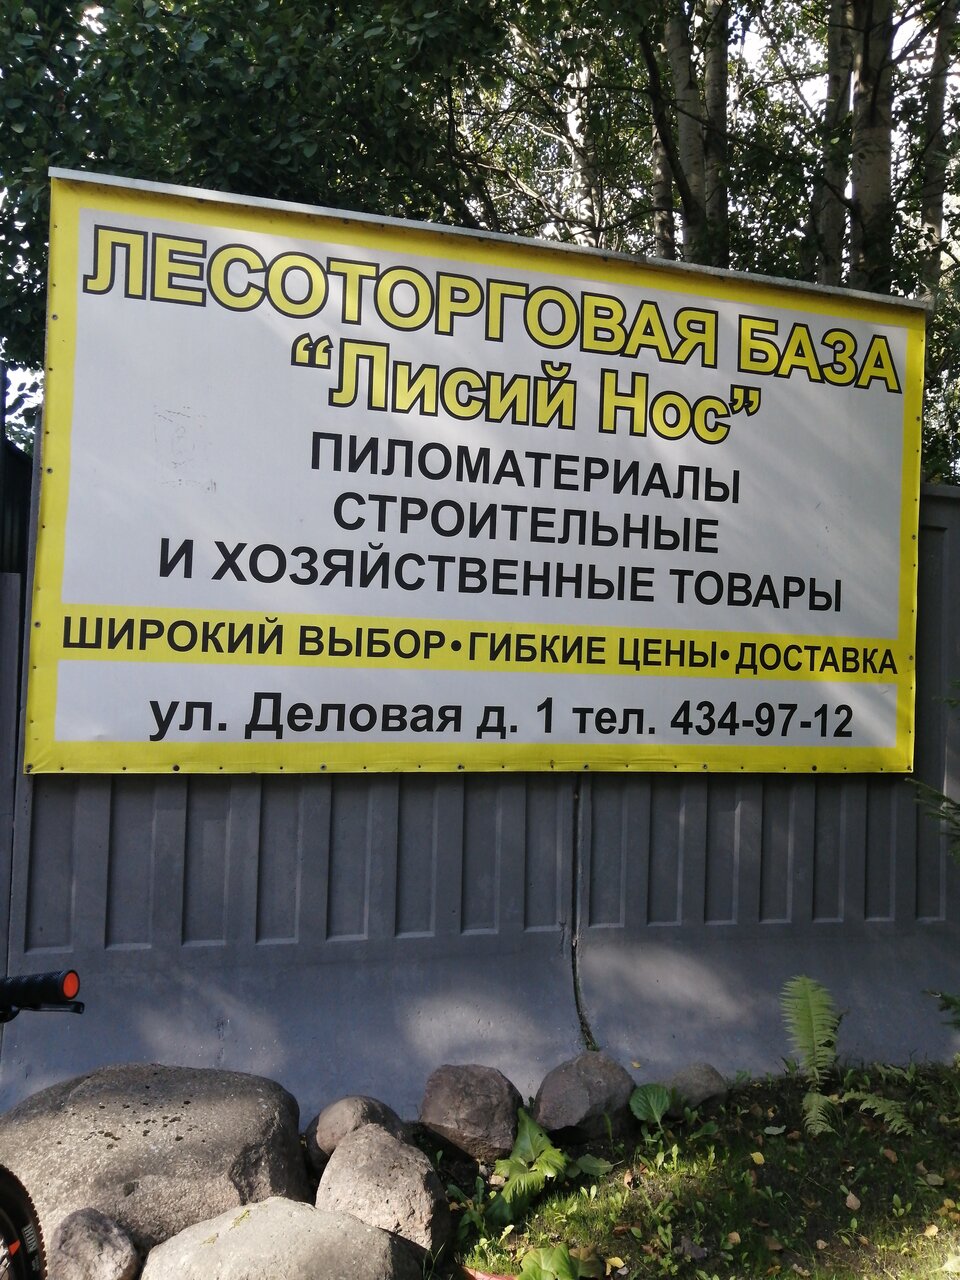 ЛЕСОТОРГОВАЯ БАЗА
“Лисий Нос”
ПИЛОМАТЕРИАЛЫ
СТРОИТЕЛЬНЫЕ
И ХОЗЯЙСТВЕННЫЕ ТОВАРЫ
ШИРОКИЙ ВЫБОР•ГИБКИЕ ЦЕНЫ•ДОСТАВКА
ул. Деловая д. 1 тел. 434-97-12